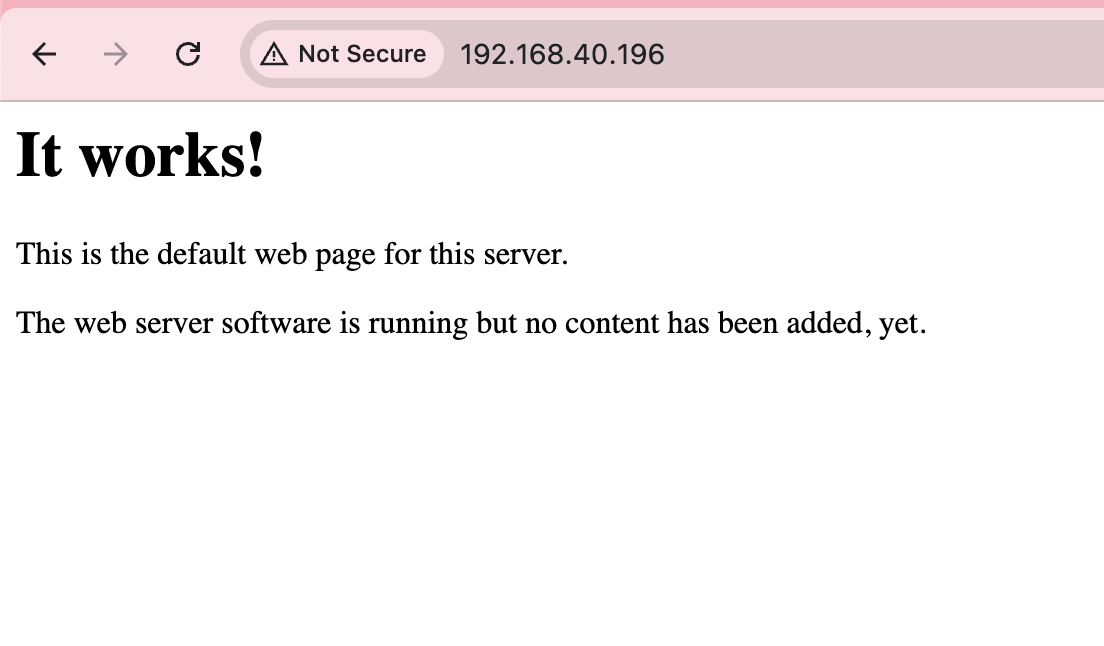 Not Secure 192.168.40.196
It works!
This is the default web page for this server.
The web server software is running but no content has been added, yet.